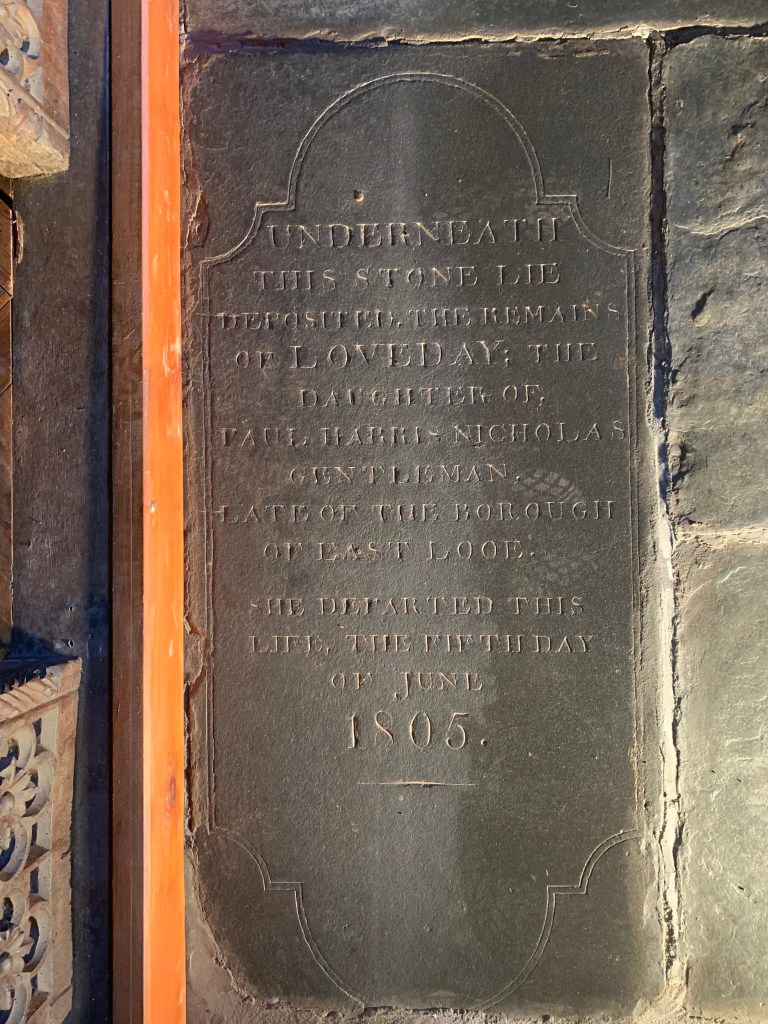 UNDERNEATH
THIS STONE LIE
DEPOSITED, THE REMAINS
OF LOVEDAY; THE
DAUGHTER OF,
PAUL HARRIS NICHOLAS
GENTLEMAN,
LATE OF THE BOROUGH
OF EAST LOOE.
SHE DEPARTED THIS
LIFE, THE FIFTH DAY
OF JUNE
1805.